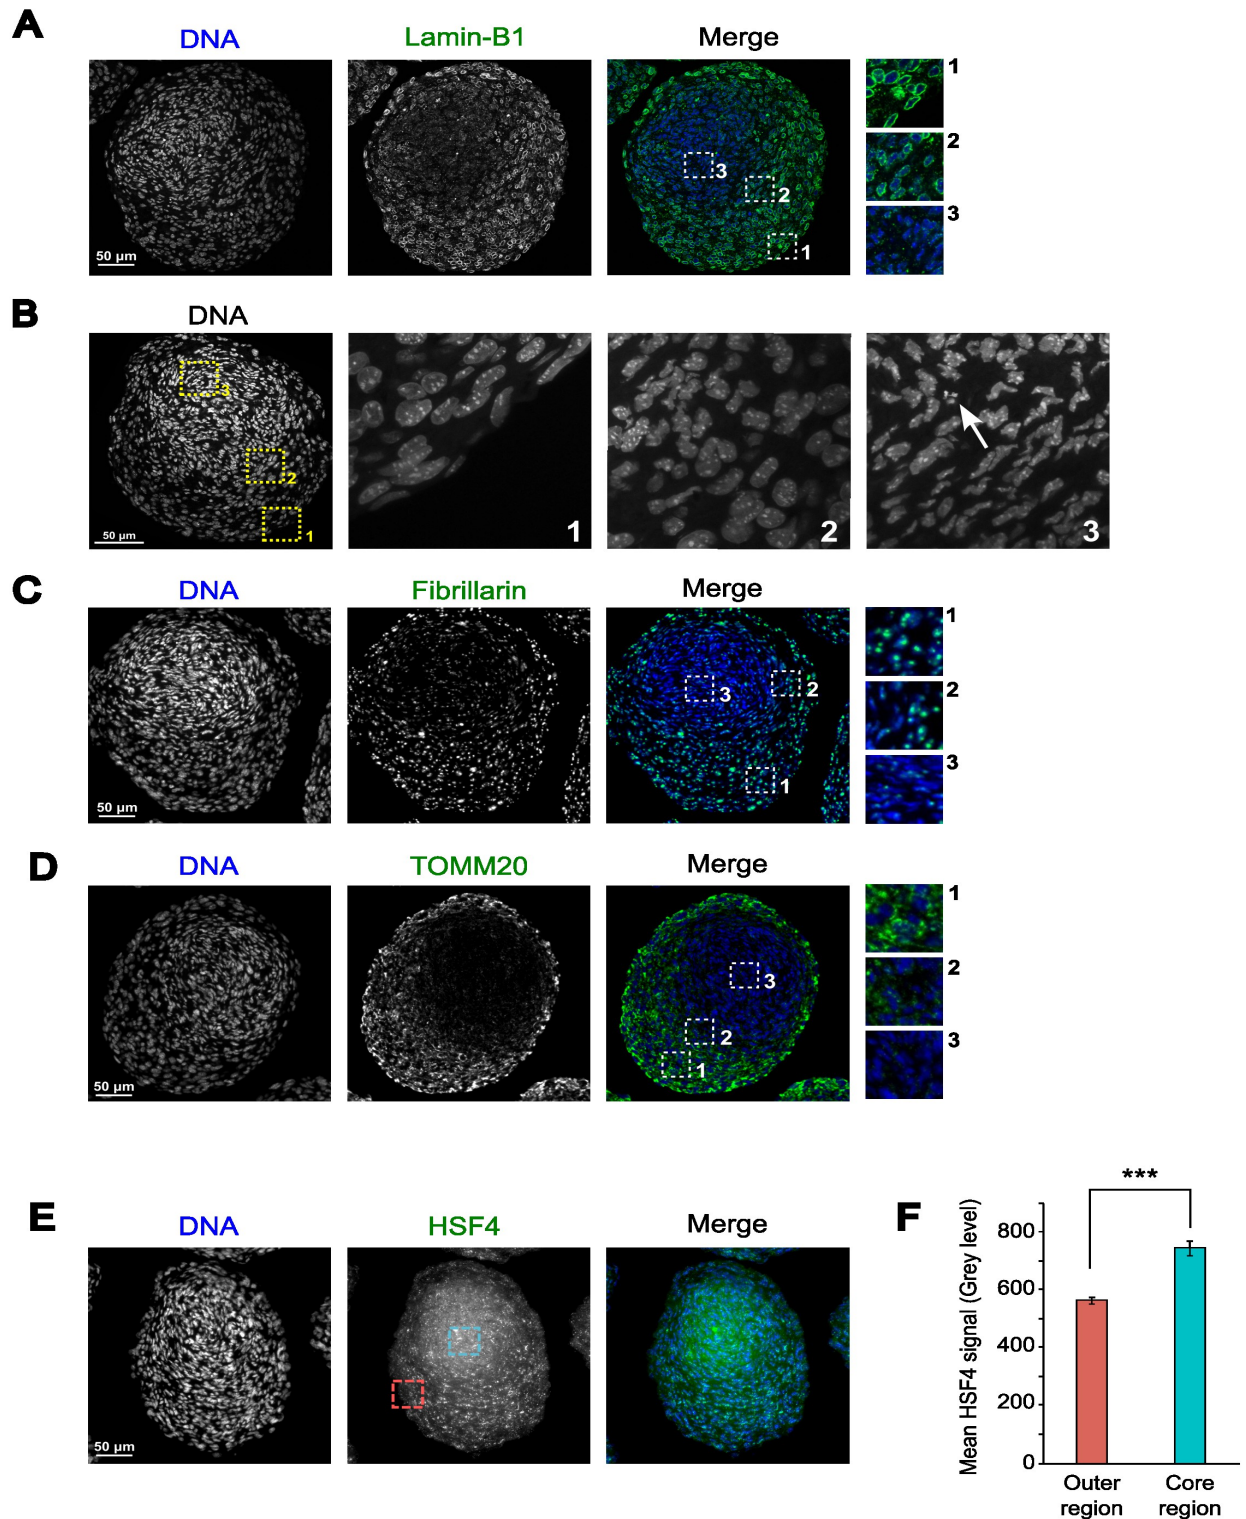 A
DNA
Lamin-B1
Merge
50 µm
3
2
1
1
2
3
B
DNA
3
2
1
50 µm
1
2
3
C
DNA
Fibrillarin
Merge
50 µm
3
2
1
1
2
3
D
DNA
TOMM20
Merge
50 µm
3
2
1
1
2
3
E
DNA
HSF4
Merge
50 µm
F
***
Mean HSF4 signal (Grey level)
800
600
400
200
0
Outer region
Core region